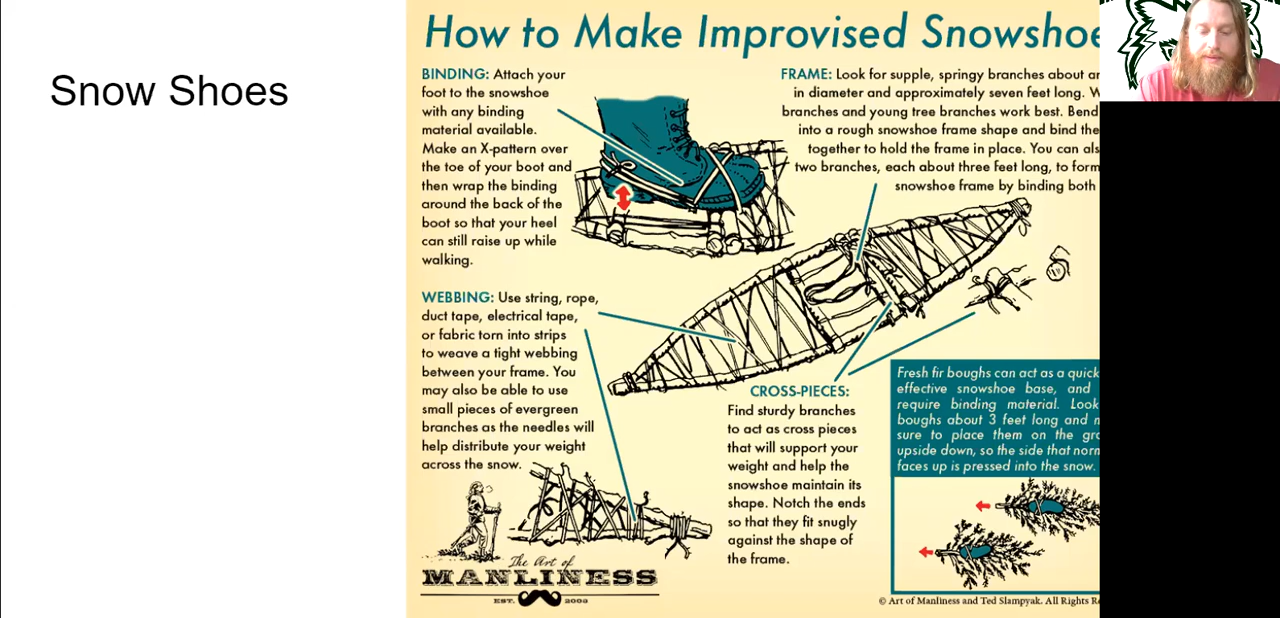 Snow Shoes
How to Make Improvised Snowshoe
BINDING: Attach your
foot to the snowshoe
with any binding
material available.
Make an X-pattern over
the toe of your boot and
then wrap the binding
around the back of the
boot so that your heel
can still raise up while
walking.
FRAME: Look for supple, springy branches about an
in diameter and approximately seven feet long. W
branches and young tree branches work best. Bend
into a rough snowshoe frame shape and bind the
together to hold the frame in place. You can als
two branches, each about three feet long, to form
snowshoe frame by binding both
WEBBING: Use string, rope,
duct tape, electrical tape,
or fabric torn into strips
to weave a tight webbing
between your frame. You
may also be able to use
small pieces of evergreen
branches as the needles will
help distribute your weight
across the snow.
CROSS-PIECES:
Find sturdy branches
to act as cross pieces
that will support your
weight and help the
snowshoe maintain its
shape. Notch the ends
so that they fit snugly
against the shape of
the frame.
Fresh fir boughs can act as a quick
effective snowshoe base, and
require binding material. Look
boughs about 3 feet long and m
sure to place them on the gro
upside down, so the side that norm
faces up is pressed into the snow.
The Art of
MANLINESS
EST. 2008
© Art of Manliness and Ted Slampyak. All Rights Re